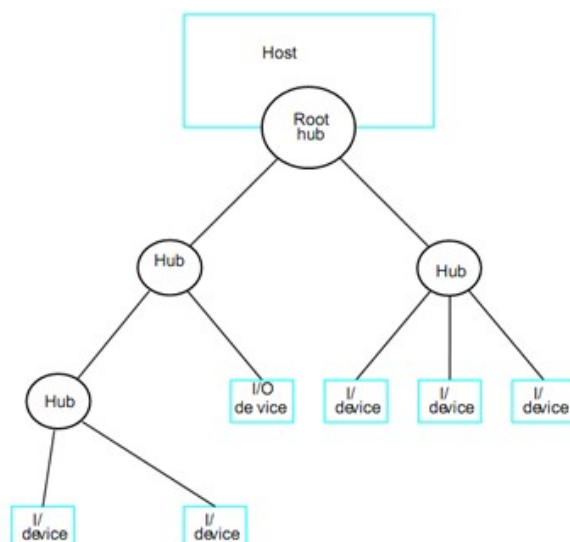 Host
Root
hub
Hub
Hub
Hub
I/O
de vice
I/
device
I/
device
I/
device
I/
device
I/
device